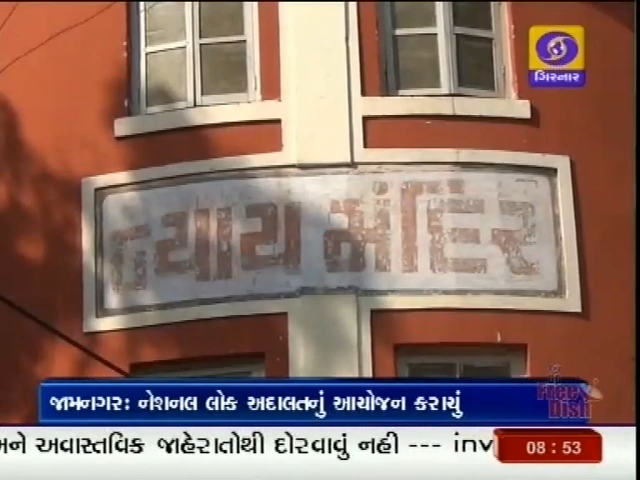 ગિરનાર
ન્યાય મંદિર
જામનગર: નેશનલ લોક અદાલતનું આયોજન કરાયું
Free Dish
અને અવાસ્તવિક જાહેરાતોથી દોરવાવું નહી --- inv
08 : 53